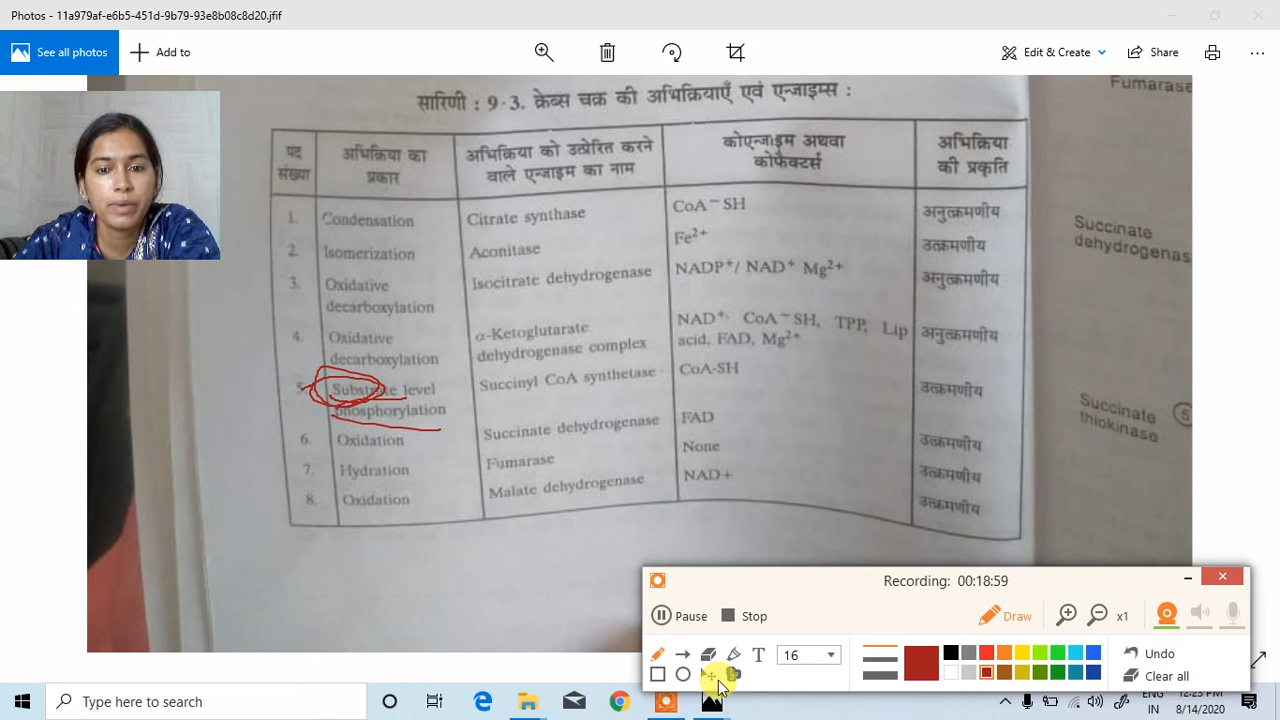 Photos - 11a979af-e6b5-451d-9b79-93e8b08c8d20.jfif
See all photos
Add to
Edit & Create
Share
सारिणी : 9·3. क्रेब्स चक्र की अभिक्रियाएँ एवं एन्जाइम्स :
Fumarase
पद संख्या अभिक्रिया का प्रकार अभिक्रिया को उत्प्रेरित करने वाले एन्जाइम का नाम कोएन्जाइम अथवा कोफैक्टर्स अभिक्रिया की प्रकृति
1. Condensation Citrate synthase CoA~SH अनुत्क्रमणीय
2. Isomerization Aconitase Fe2+ उत्क्रमणीय
3. Oxidative decarboxylation Isocitrate dehydrogenase NADP+/ NAD+ Mg2+ अनुत्क्रमणीय
4. Oxidative decarboxylation α-Ketoglutarate dehydrogenase complex NAD+ CoA~SH, TPP, Lip acid, FAD, Mg2+ अनुत्क्रमणीय
5. Substrate level phosphorylation Succinyl CoA synthetase CoA-SH उत्क्रमणीय
6. Oxidation Succinate dehydrogenase FAD उत्क्रमणीय
7. Hydration Fumarase None उत्क्रमणीय
8. Oxidation Malate dehydrogenase NAD+ उत्क्रमणीय
Succinate
dehydrogenas
Succinate
thiokinase
5
Recording: 00:18:59
Pause
Stop
Draw
x1
T
16
Undo
Clear all
Type here to search
ENG
IN
12:23 PM
8/14/2020